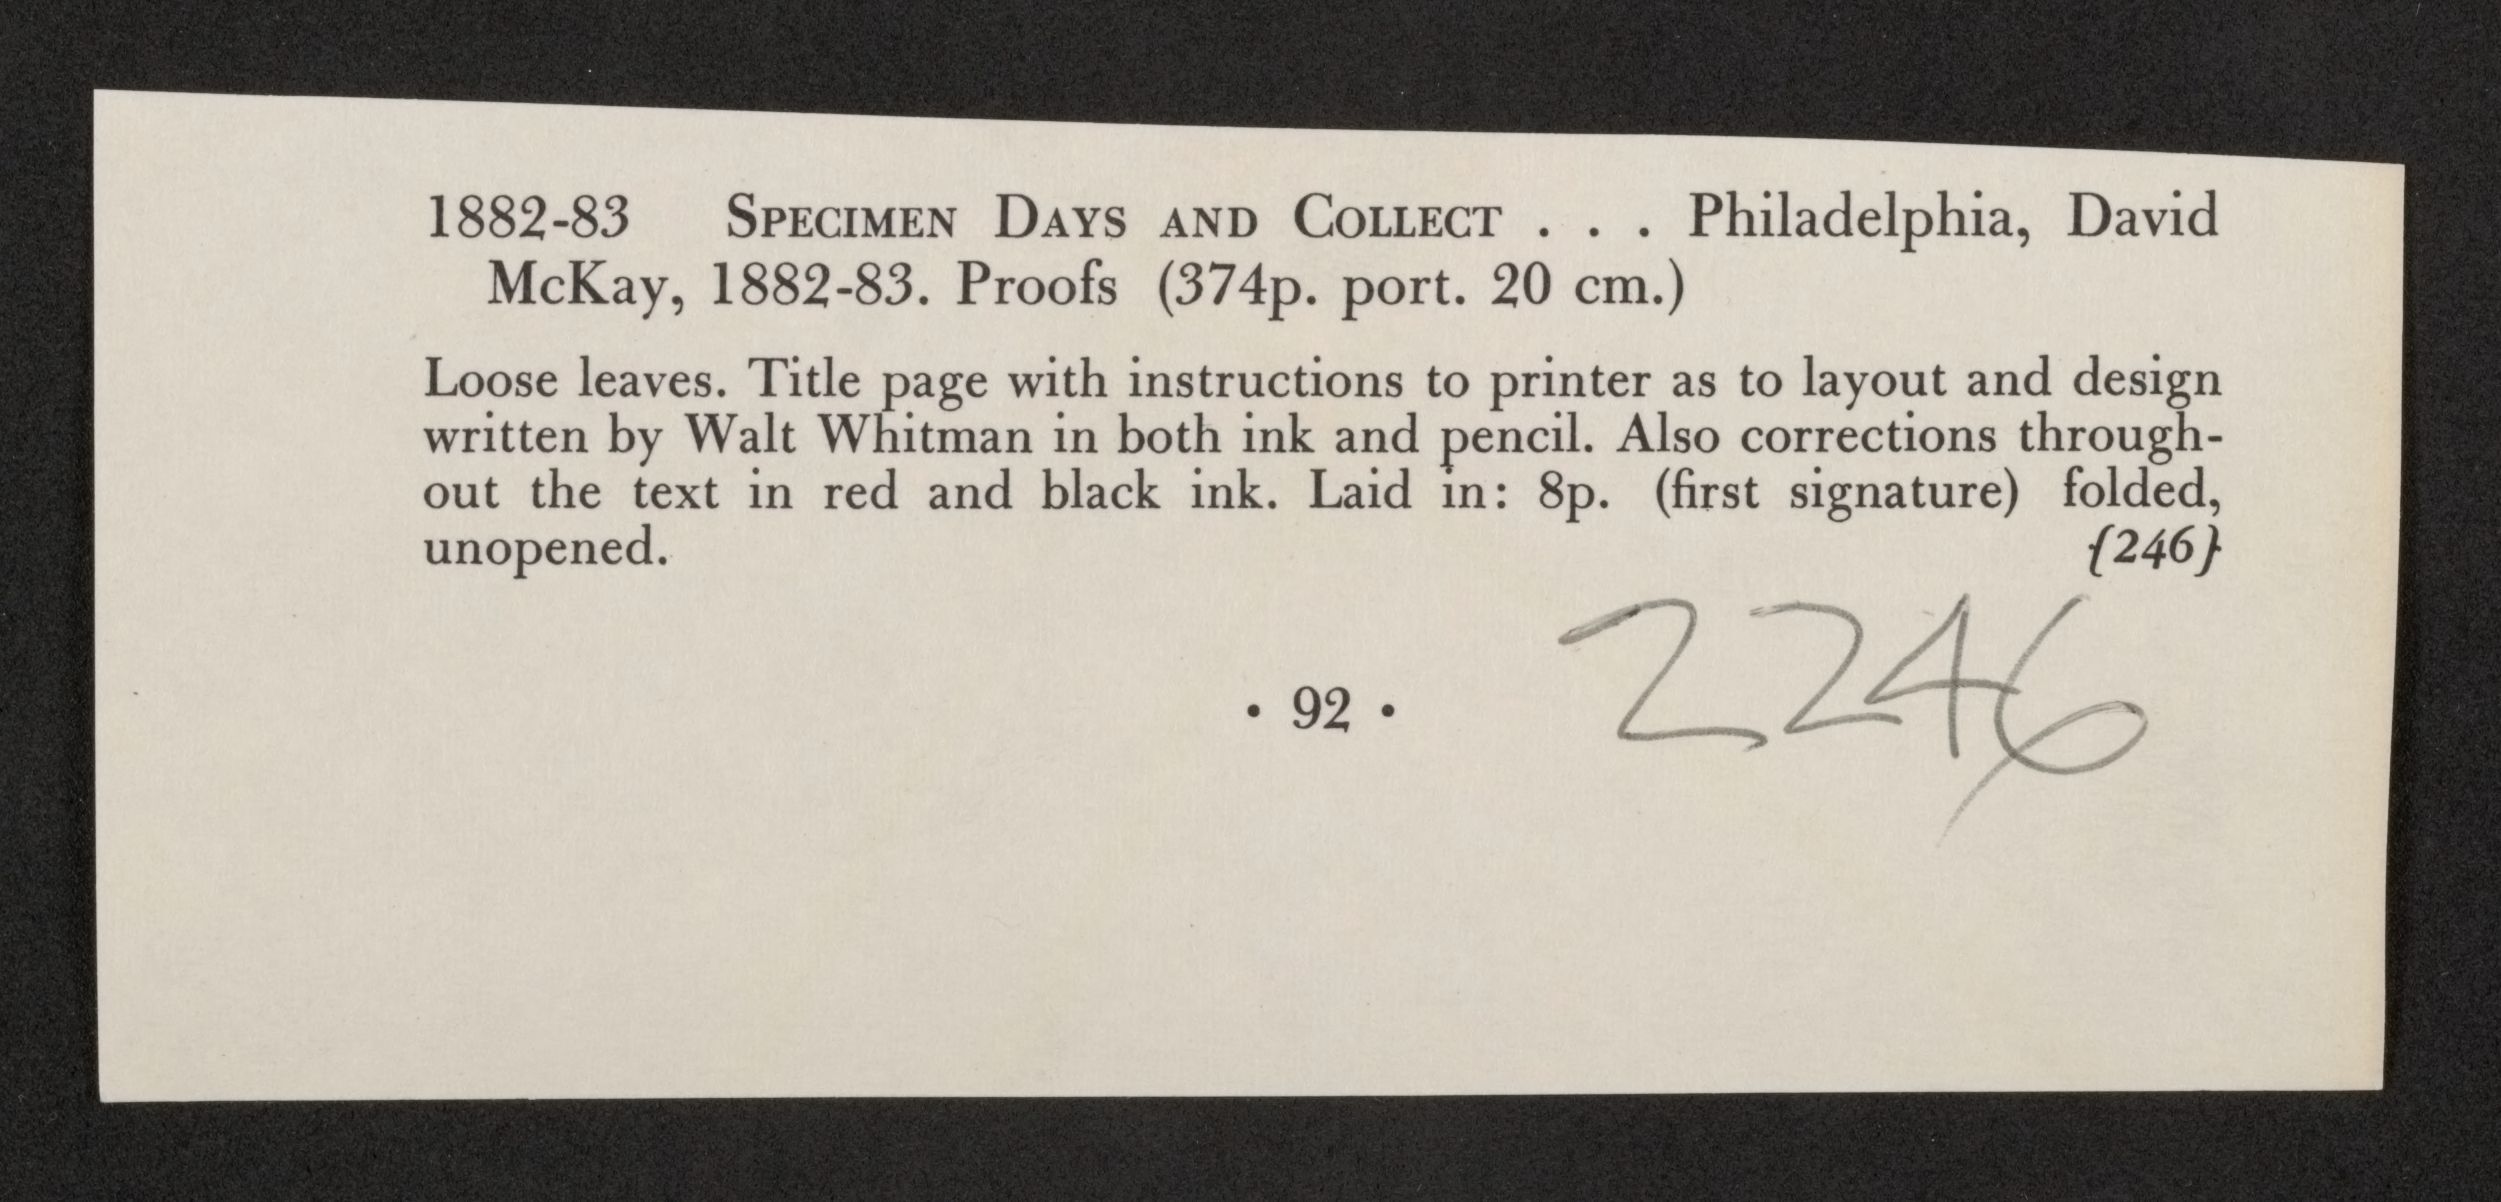 1882-83 SPECIMEN DAYS AND COLLECT . . . Philadelphia, David
McKay, 1882-83. Proofs (374p. port. 20 cm.)
Loose leaves. Title page with instructions to printer as to layout and design
written by Walt Whitman in both ink and pencil. Also corrections through-
out the text in red and black ink. Laid in: 8p. (first signature) folded,
unopened. {246}
2246
· 92 ·